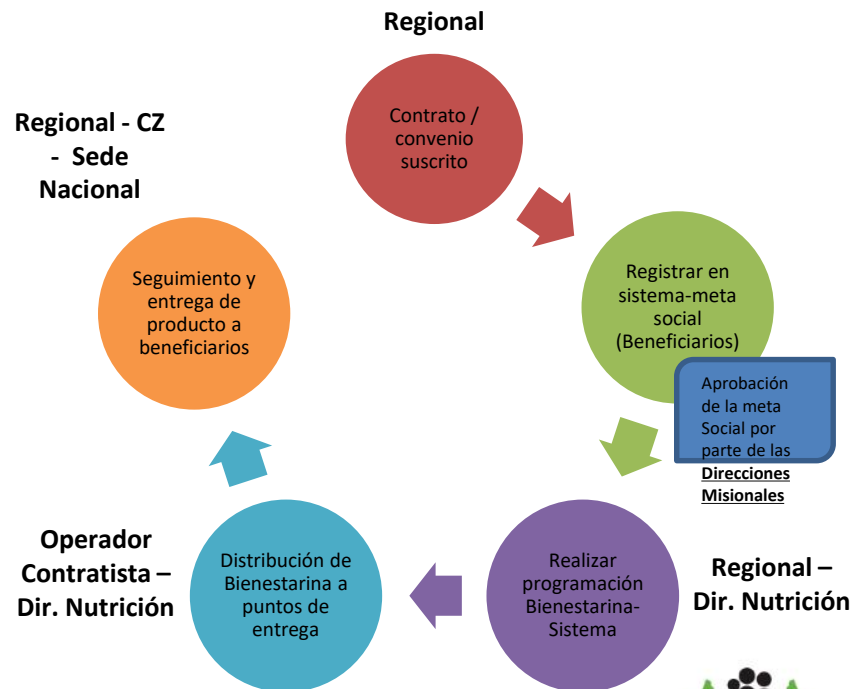 Regional
Contrato /
convenio
suscrito
Regional - CZ
- Sede
Nacional
Registrar en
sistema-meta
social
(Beneficiarios)
Seguimiento y
entrega de
producto a
beneficiarios
Aprobación
de la meta
Social por
parte de las
Direcciones
Misionales
Realizar
programación
Bienestarina-
Sistema
Regional –
Dir. Nutrición
Distribución de
Bienestarina a
puntos de
entrega
Operador
Contratista –
Dir. Nutrición